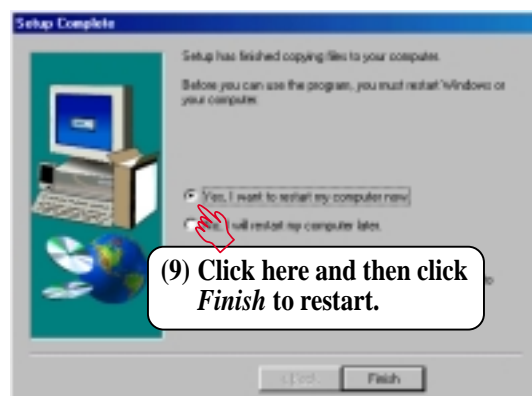 Setup Complete
Setup has finished copying files to your computer.
Before you can use the program, you must restart Windows or
your computer.
Yes, I want to restart my computer now.
No, I will restart my computer later.
(9) Click here and then click
Finish to restart.
Finish